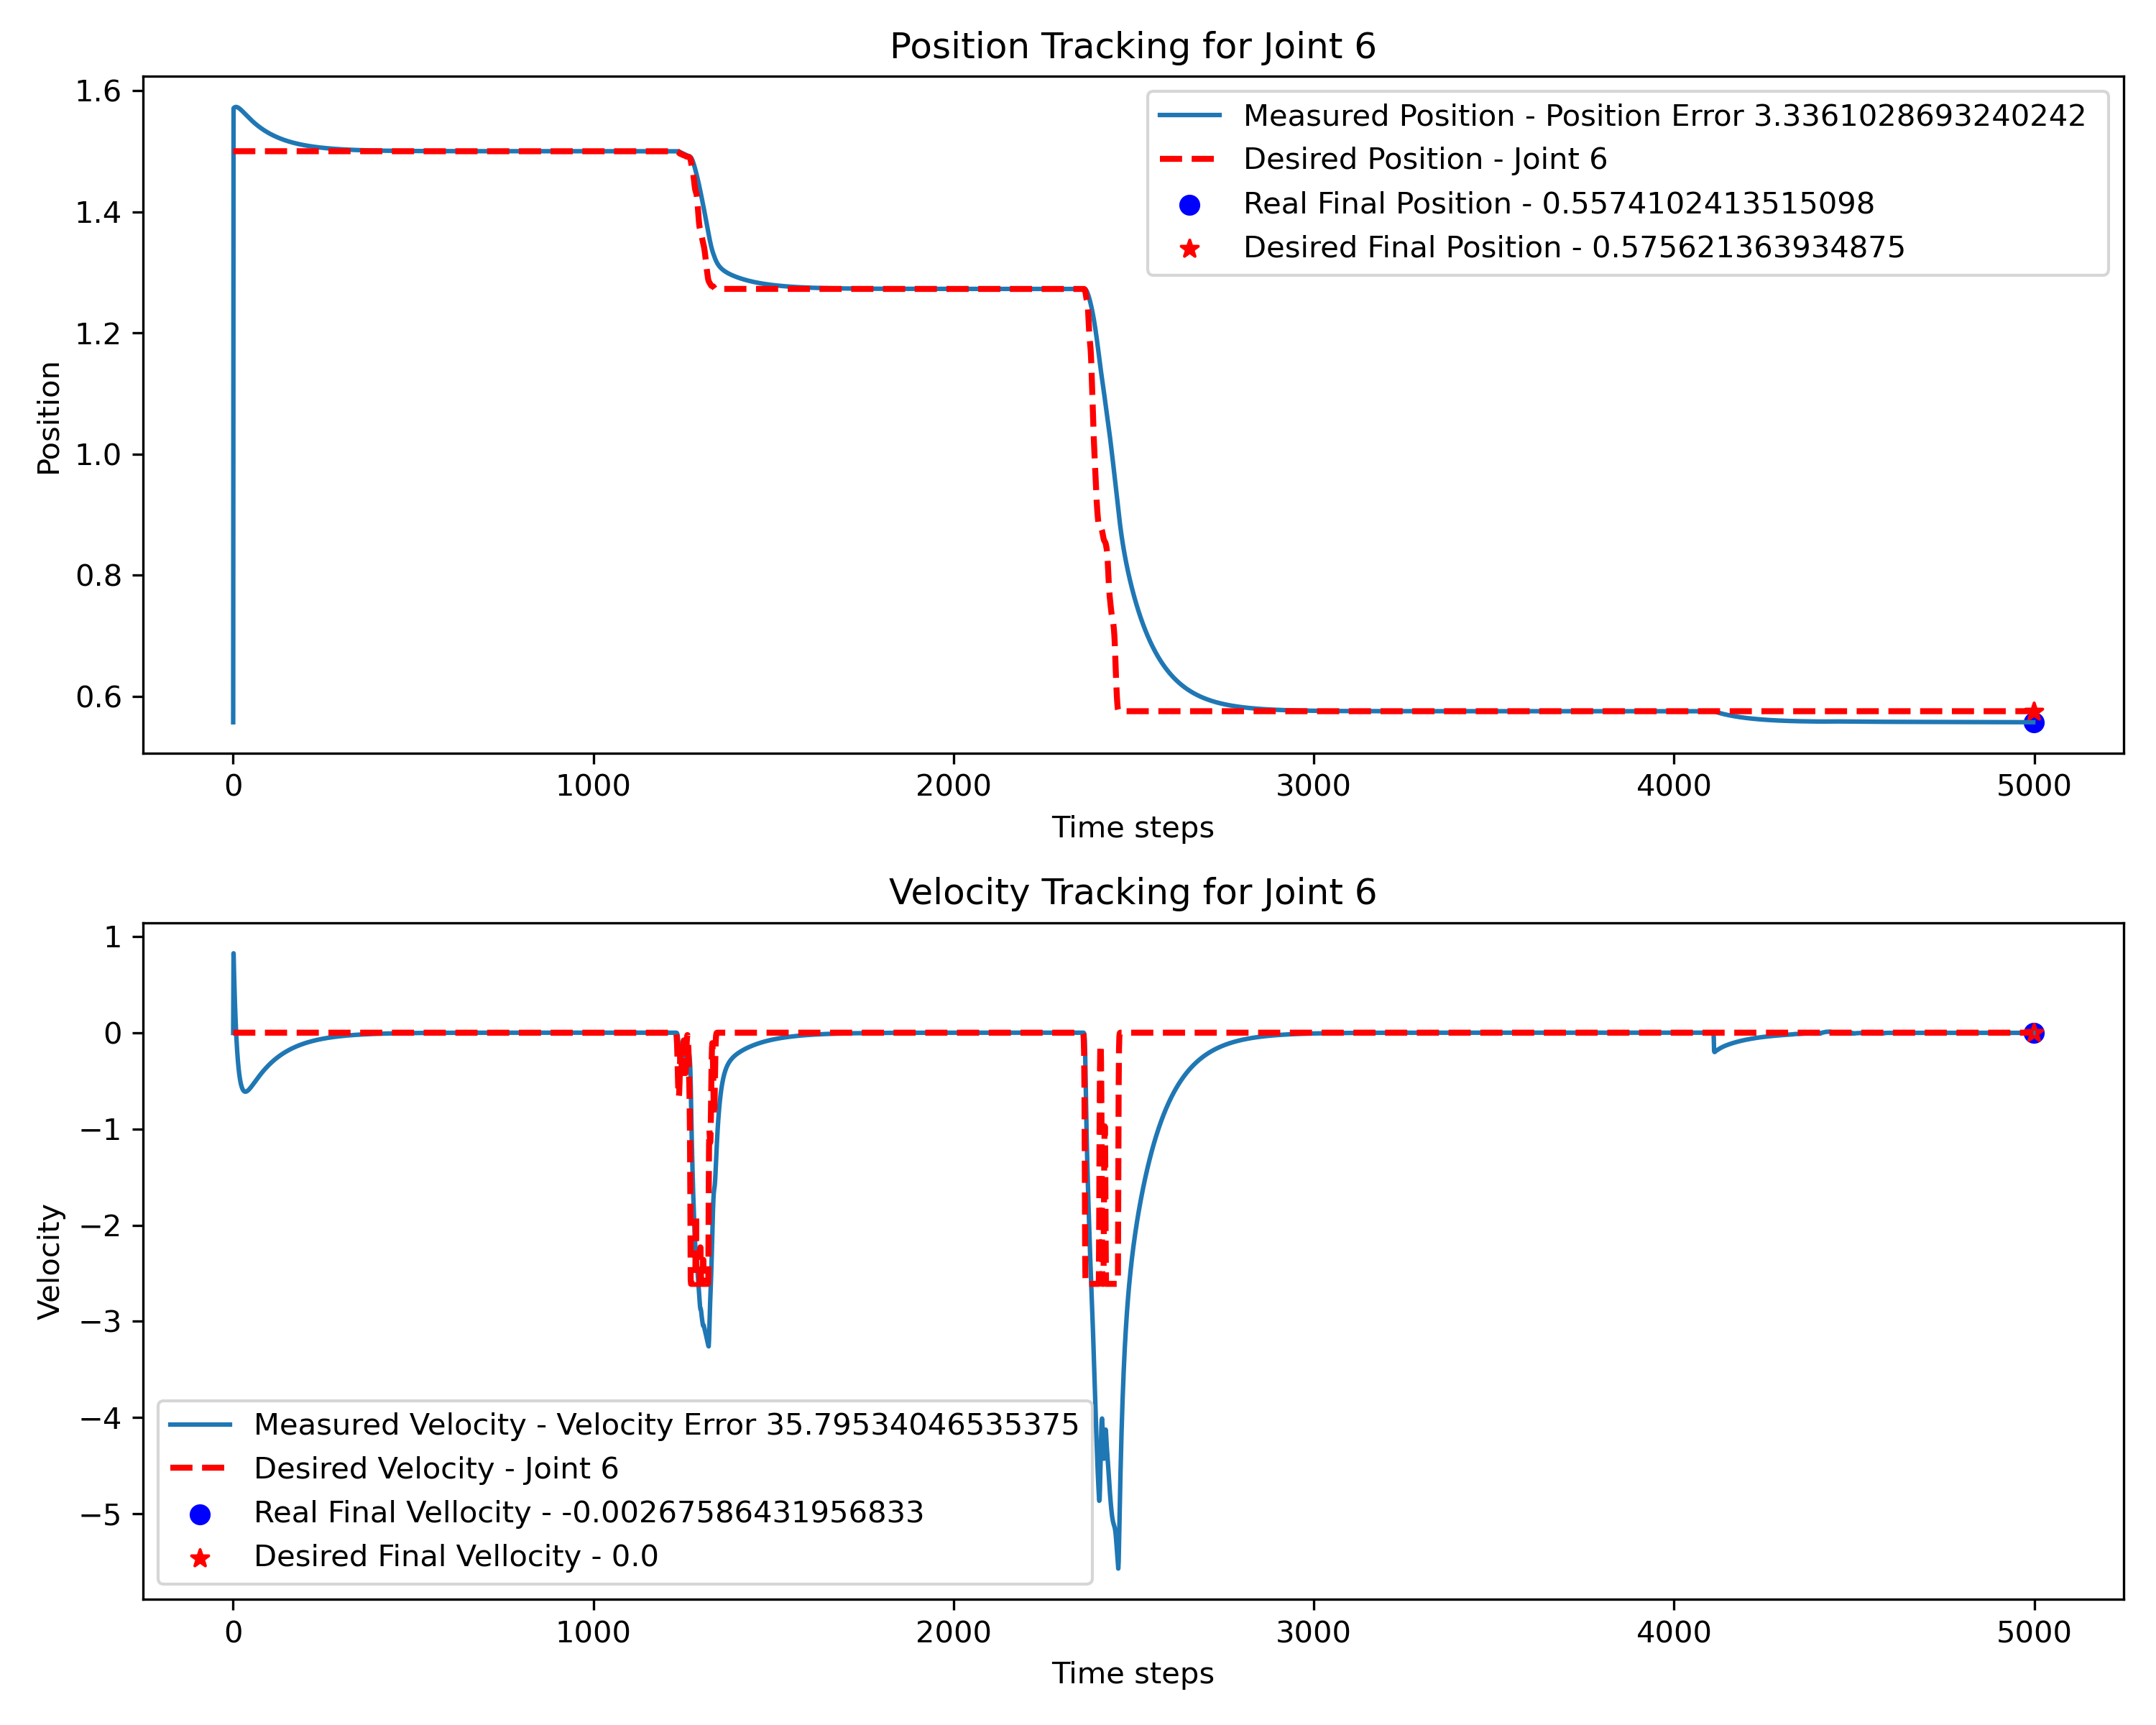 Position Tracking for Joint 6
1.6
1.4
1.2
1.0
0.8
0.6
Position
Measured Position - Position Error 3.3361028693240242
Desired Position - Joint 6
Real Final Position - 0.5574102413515098
Desired Final Position - 0.575621363934875
0 1000 2000 3000 4000 5000
Time steps
Velocity Tracking for Joint 6
1
0
−1
−2
−3
−4
−5
Velocity
Measured Velocity - Velocity Error 35.79534046535375
Desired Velocity - Joint 6
Real Final Vellocity - -0.00267586431956833
Desired Final Vellocity - 0.0
0 1000 2000 3000 4000 5000
Time steps